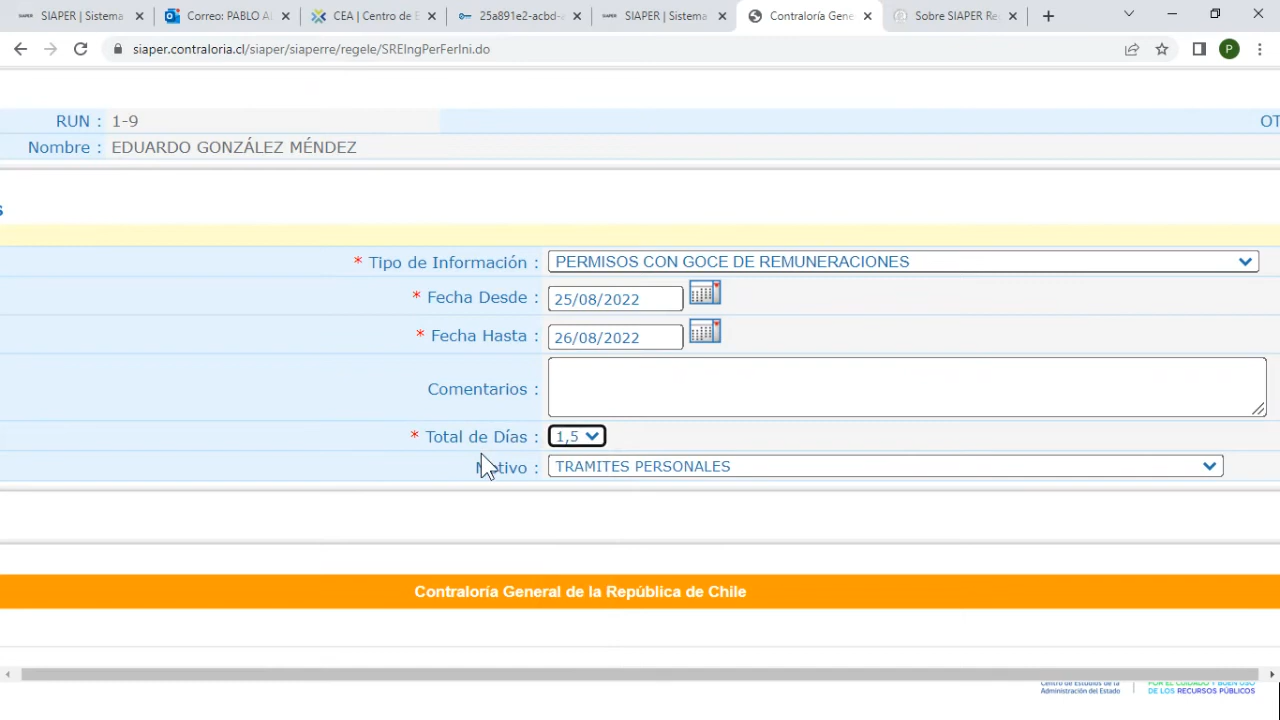 SIAPER | Sistema
Correo: PABLO AL
CEA | Centro de E
25a891e2-acbd-
SIAPER | Sistema
Contraloría Gene
Sobre SIAPER Re
siaper.contraloria.cl/siaper/siaperre/regele/SREIngPerFerIni.do
P
RUN : 1-9
OT
Nombre : EDUARDO GONZÁLEZ MÉNDEZ
s
* Tipo de Información : PERMISOS CON GOCE DE REMUNERACIONES
* Fecha Desde : 25/08/2022
* Fecha Hasta : 26/08/2022
Comentarios :
* Total de Días : 1,5
Motivo : TRAMITES PERSONALES
Contraloría General de la República de Chile
Centro de Estudios de la
Administración del Estado
POR EL CUIDADO Y BUEN USO
DE LOS RECURSOS PÚBLICOS